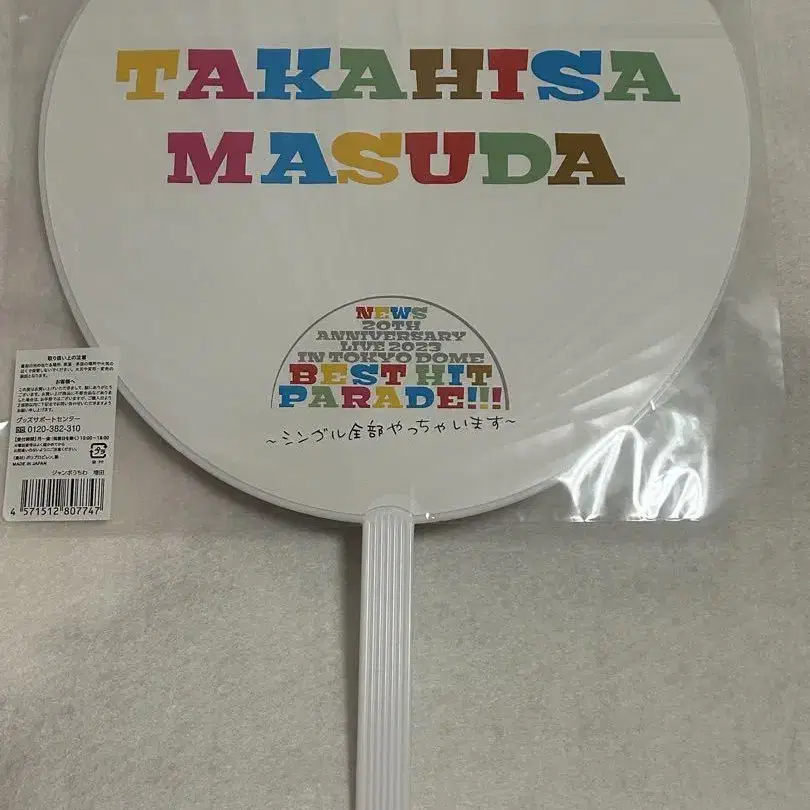 TAKAHISA
MASUDA
NEWS
20TH
ANNIVERSARY
LIVE 2023
IN TOKYO DOME
BEST HIT
PARADE!!!
~シングル全部やっちゃいます~
取り扱い上の注意
お客様へ
グッズサポートセンター
0120-382-310
MADE IN JAPAN
ジャンボうちわ 増田
4 571512 807747